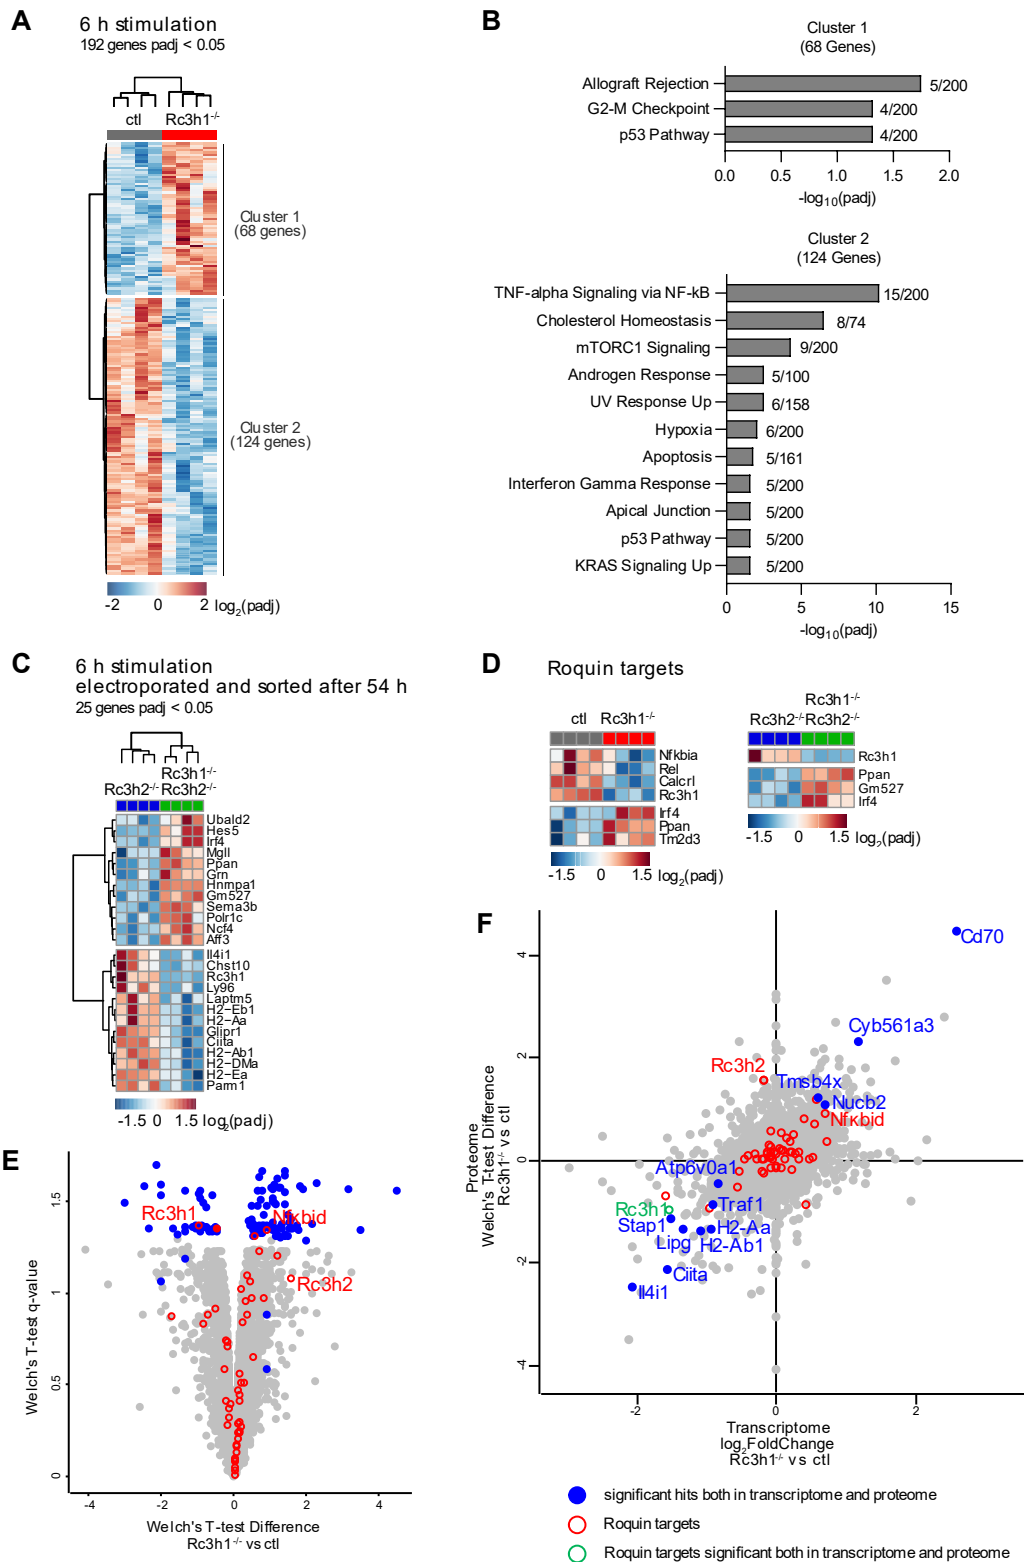 A
6 h stimulation
192 genes padj < 0.05
ctl
Rc3h1-/-
Cluster 1
(68 genes)
Cluster 2
(124 genes)
-2
0
2
log2(padj)
B
Cluster 1
(68 Genes)
Allograft Rejection
5/200
G2-M Checkpoint
4/200
p53 Pathway
4/200
0.0
0.5
1.0
1.5
2.0
-log10(padj)
Cluster 2
(124 Genes)
TNF-alpha Signaling via NF-kB
15/200
Cholesterol Homeostasis
8/74
mTORC1 Signaling
9/200
Androgen Response
5/100
UV Response Up
6/158
Hypoxia
6/200
Apoptosis
5/161
Interferon Gamma Response
5/200
Apical Junction
5/200
p53 Pathway
5/200
KRAS Signaling Up
5/200
0
5
10
15
-log10(padj)
C
6 h stimulation
electroporated and sorted after 54 h
25 genes padj < 0.05
Rc3h1-/-
Rc3h2-/- Rc3h2-/-
Ubald2
Hes5
Irf4
Mgll
Ppan
Grn
Hnrnpa1
Gm527
Sema3b
Polr1c
Ncf4
Aff3
Il4i1
Chst10
Rc3h1
Ly96
Laptm5
H2−Eb1
H2−Aa
Glipr1
Ciita
H2−Ab1
H2−DMa
H2−Ea
Parm1
-1.5
0
1.5
log2(padj)
D
Roquin targets
ctl
Rc3h1-/-
Nfkbia
Rel
Calcrl
Rc3h1
Irf4
Ppan
Tm2d3
-1.5
0
1.5
log2(padj)
Rc3h1-/-
Rc3h2-/- Rc3h2-/-
Rc3h1
Ppan
Gm527
Irf4
-1.5
0
1.5
log2(padj)
E
Welch's T-test q-value
1.5
1
0.5
0
Rc3h1
Nfkbid
Rc3h2
-4
-2
0
2
4
Welch's T-test Difference
Rc3h1-/- vs ctl
F
Proteome
Welch's T-test Difference
Rc3h1-/- vs ctl
4
2
0
-2
4
Cd70
Cyb561a3
Rc3h2
Tmsb4x
Nucb2
Nfkbid
Atp6v0a1
Rc3h1
Traf1
Stap1
H2-Aa
Lipg
H2-Ab1
Ciita
Il4i1
-2
0
2
Transcriptome
log2FoldChange
Rc3h1-/- vs ctl
significant hits both in transcriptome and proteome
Roquin targets
Roquin targets significant both in transcriptome and proteome